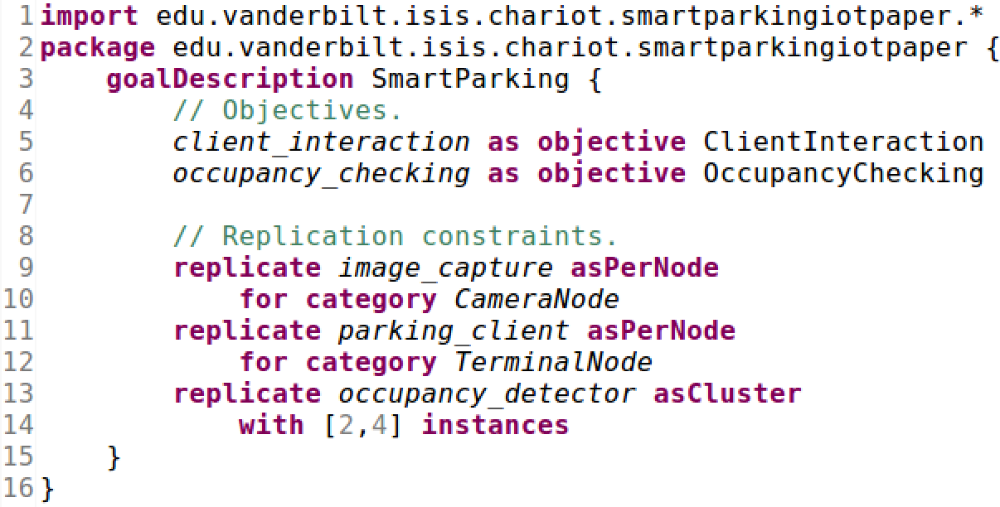 1 import edu.vanderbilt.isis.chariot.smartparkingiotpaper.*
2 package edu.vanderbilt.isis.chariot.smartparkingiotpaper {
3     goalDescription SmartParking {
4         // Objectives.
5         client_interaction as objective ClientInteraction
6         occupancy_checking as objective OccupancyChecking
7
8         // Replication constraints.
9         replicate image_capture asPerNode
10             for category CameraNode
11         replicate parking_client asPerNode
12             for category TerminalNode
13         replicate occupancy_detector asCluster
14             with [2,4] instances
15     }
16 }